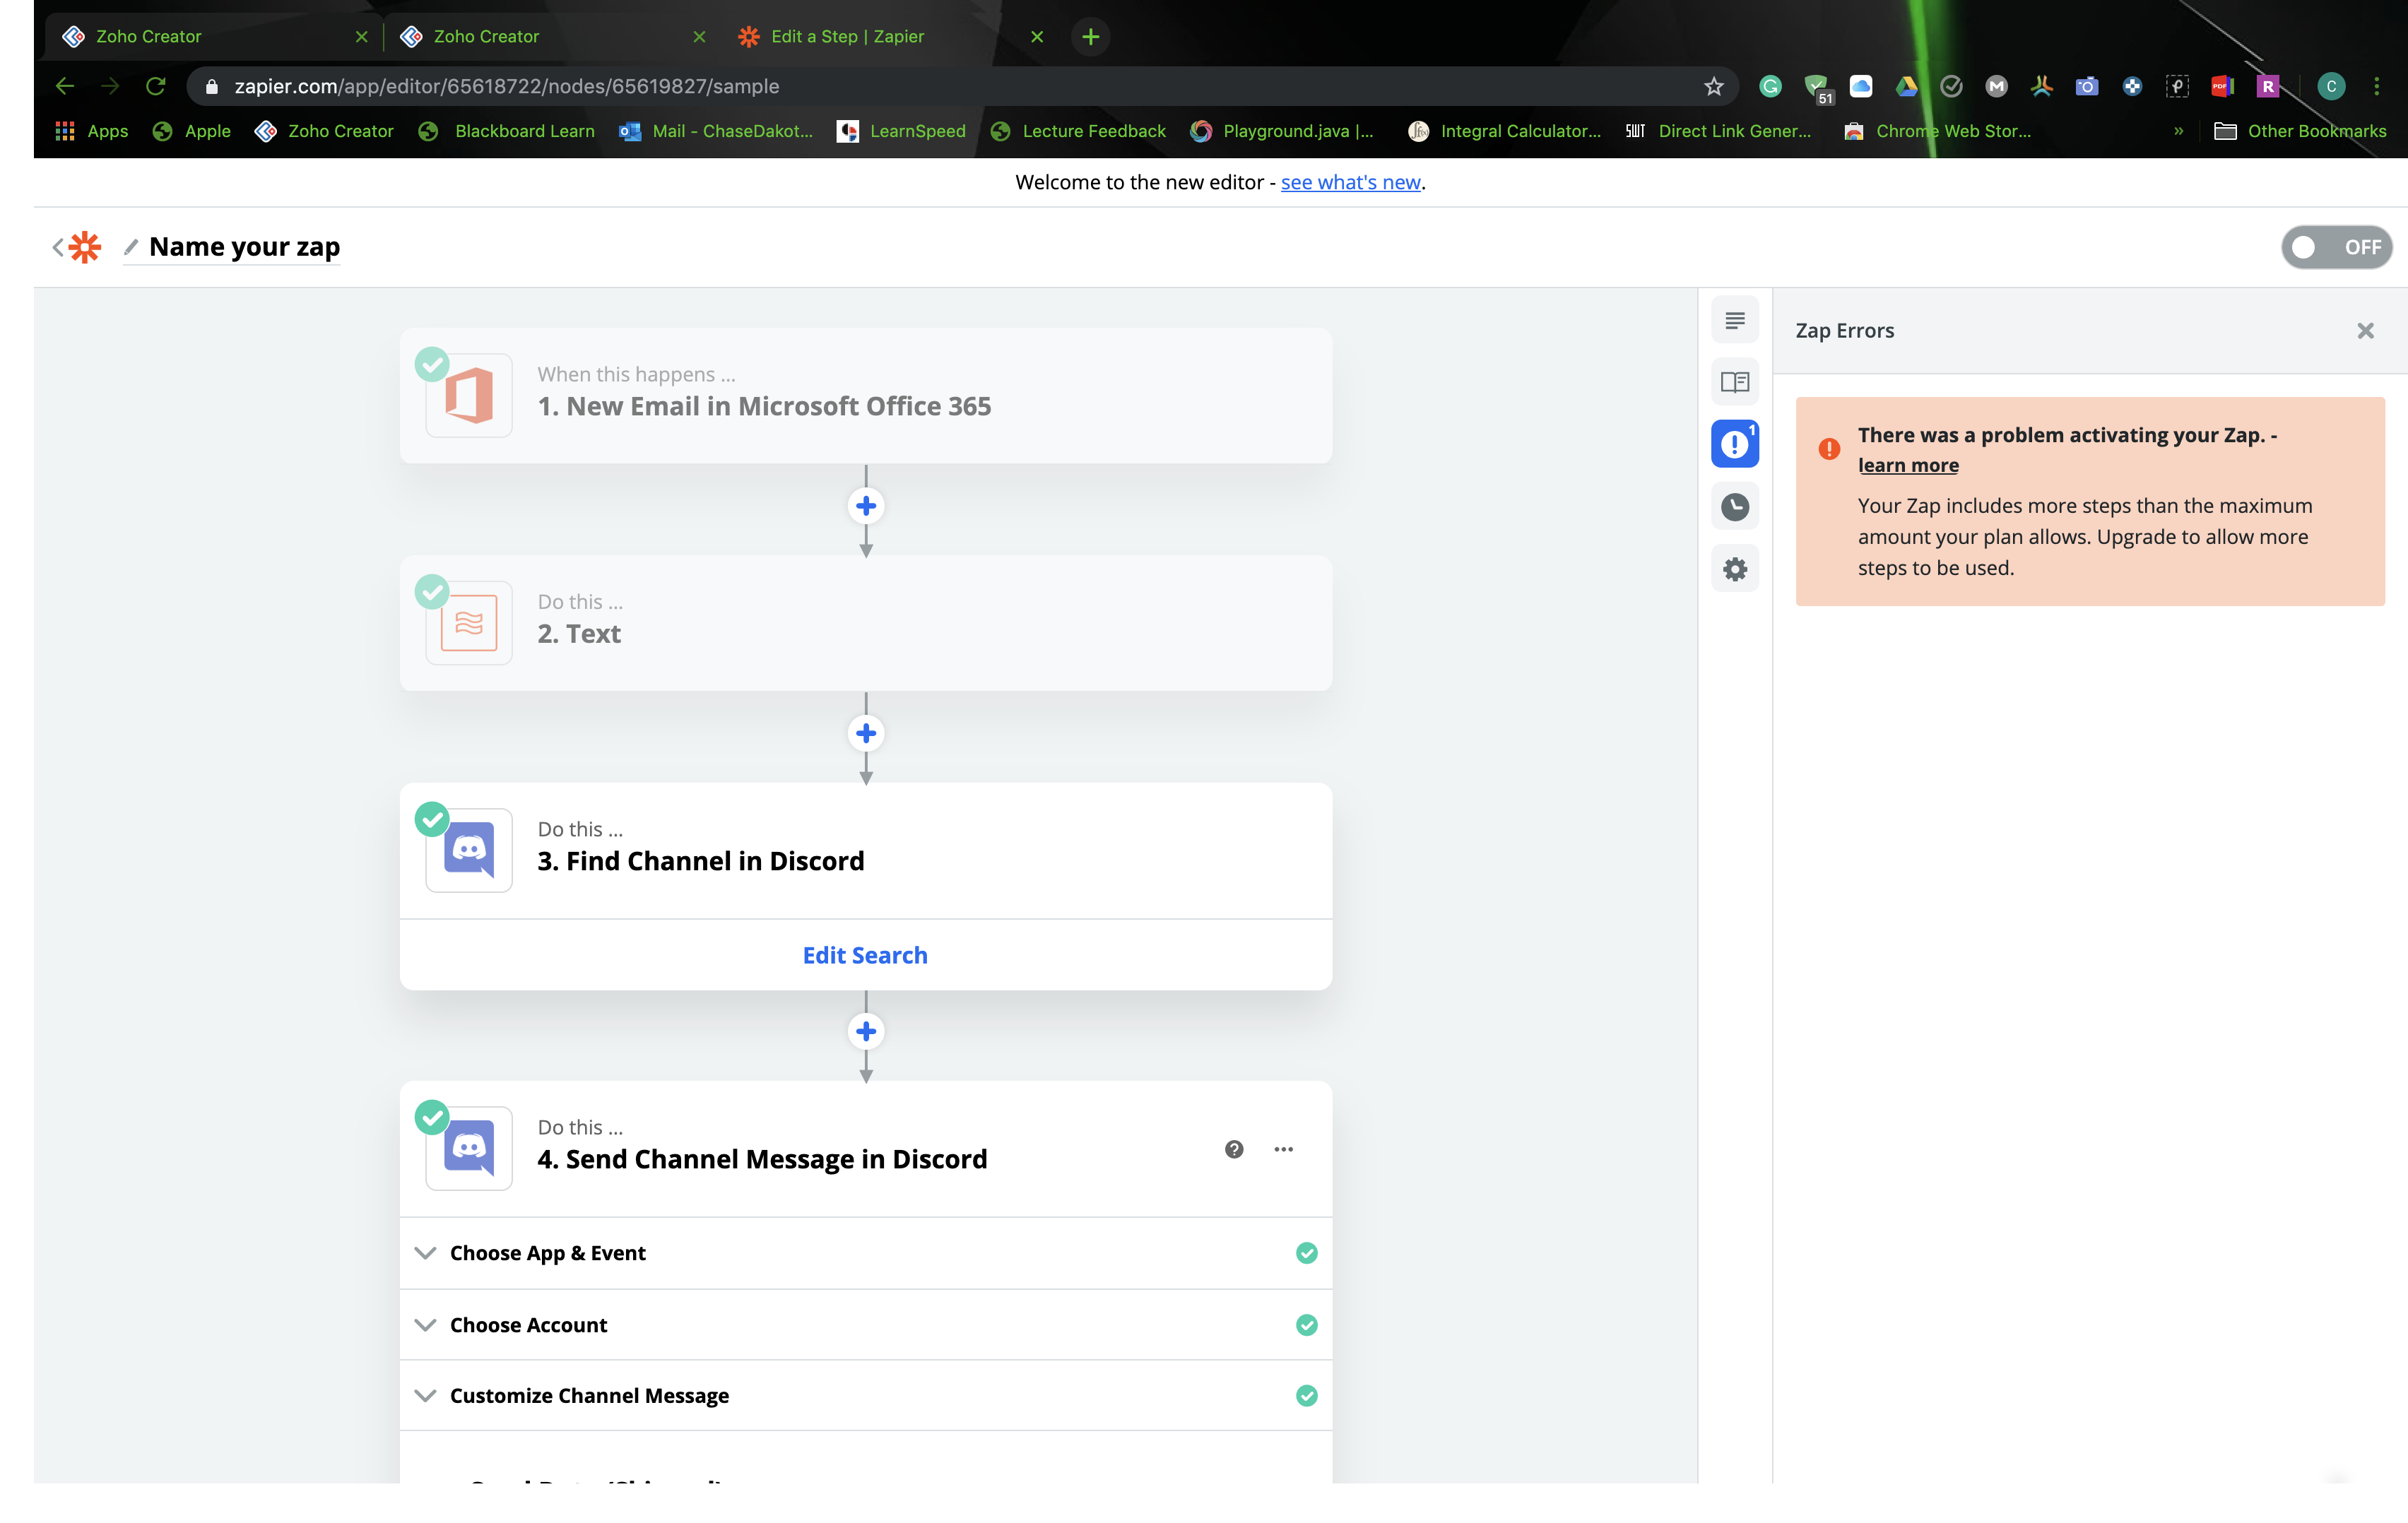 Zoho Creator
Zoho Creator
Edit a Step | Zapier
zapier.com/app/editor/65618722/nodes/65619827/sample
51
M
PDF
R
C
Apps
Apple
Zoho Creator
Blackboard Learn
Mail - ChaseDakot...
LearnSpeed
Lecture Feedback
Playground.java |...
Integral Calculator...
Direct Link Gener...
Chrome Web Stor...
»
Other Bookmarks
Welcome to the new editor - see what's new.
Name your zap
OFF
When this happens ...
1. New Email in Microsoft Office 365
Do this ...
2. Text
Do this ...
3. Find Channel in Discord
Edit Search
Do this ...
4. Send Channel Message in Discord
Choose App & Event
Choose Account
Customize Channel Message
1
Zap Errors
There was a problem activating your Zap. -
learn more
Your Zap includes more steps than the maximum
amount your plan allows. Upgrade to allow more
steps to be used.